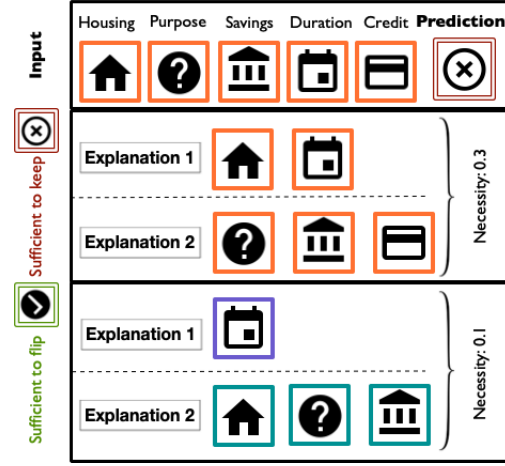 Housing Purpose Savings Duration Credit Prediction
Input
Sufficient to keep
Explanation 1
Explanation 2
Necessity: 0.3
Sufficient to flip
Explanation 1
Explanation 2
Necessity: 0.1